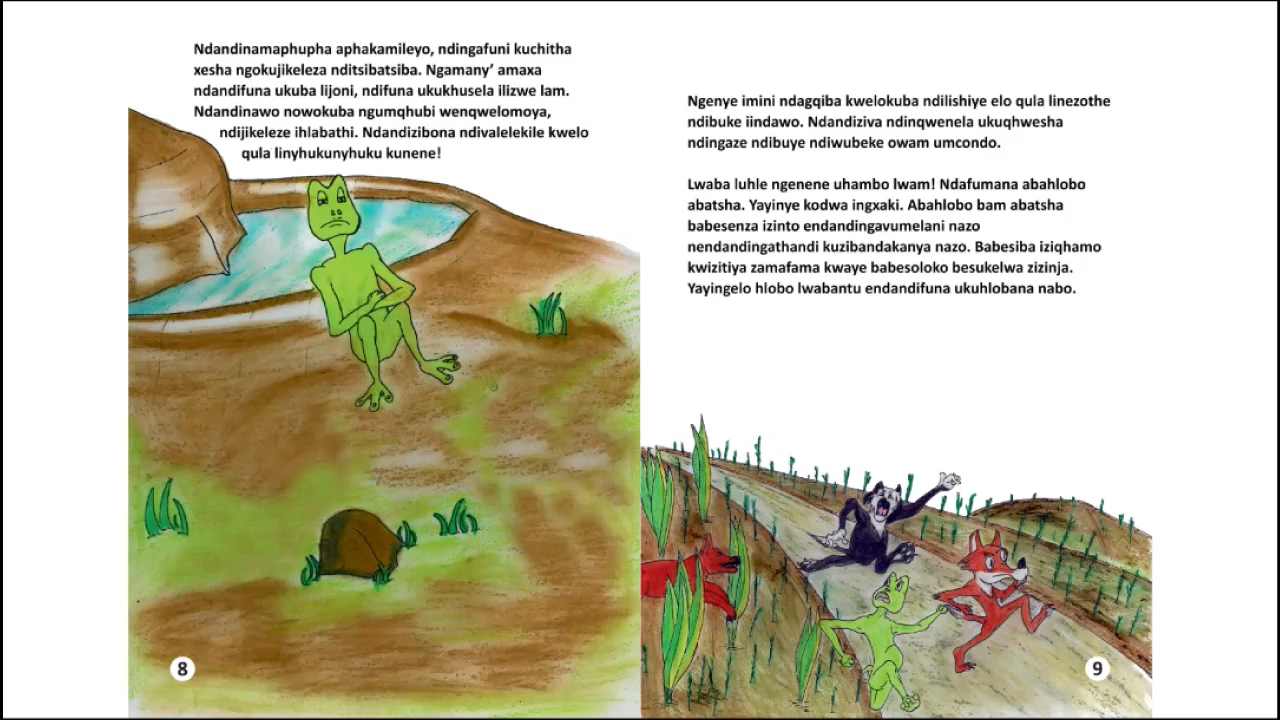 Ndandinamaphupha aphakamileyo, ndingafuni kuchitha
xesha ngokujikeleza nditsibatsiba. Ngamany’ amaxa
ndandifuna ukuba lijoni, ndifuna ukukhusela ilizwe lam.
Ndandinawo nowokuba ngumqhubi wenqwelomoya,
ndijikeleze ihlabathi. Ndandizibona ndivalelekile kwelo
qula linyhukunyhuku kunene!
8
Ngenye imini ndagqiba kwelokuba ndilishiye elo qula linezothe
ndibuke iindawo. Ndandiziva ndinqwenela ukuqhwesha
ndingaze ndibuye ndiwubeke owam umcondo.
Lwaba luhle ngenene uhambo lwam! Ndafumana abahlobo
abatsha. Yayinye kodwa ingxaki. Abahlobo bam abatsha
babesenza izinto endandingavumelani nazo
nendandingathandi kuzibandakanya nazo. Babesiba iziqhamo
kwizitiya zamafama kwaye babesoloko besukelwa zizinja.
Yayingelo hlobo lwabantu endandifuna ukuhlobana nabo.
9